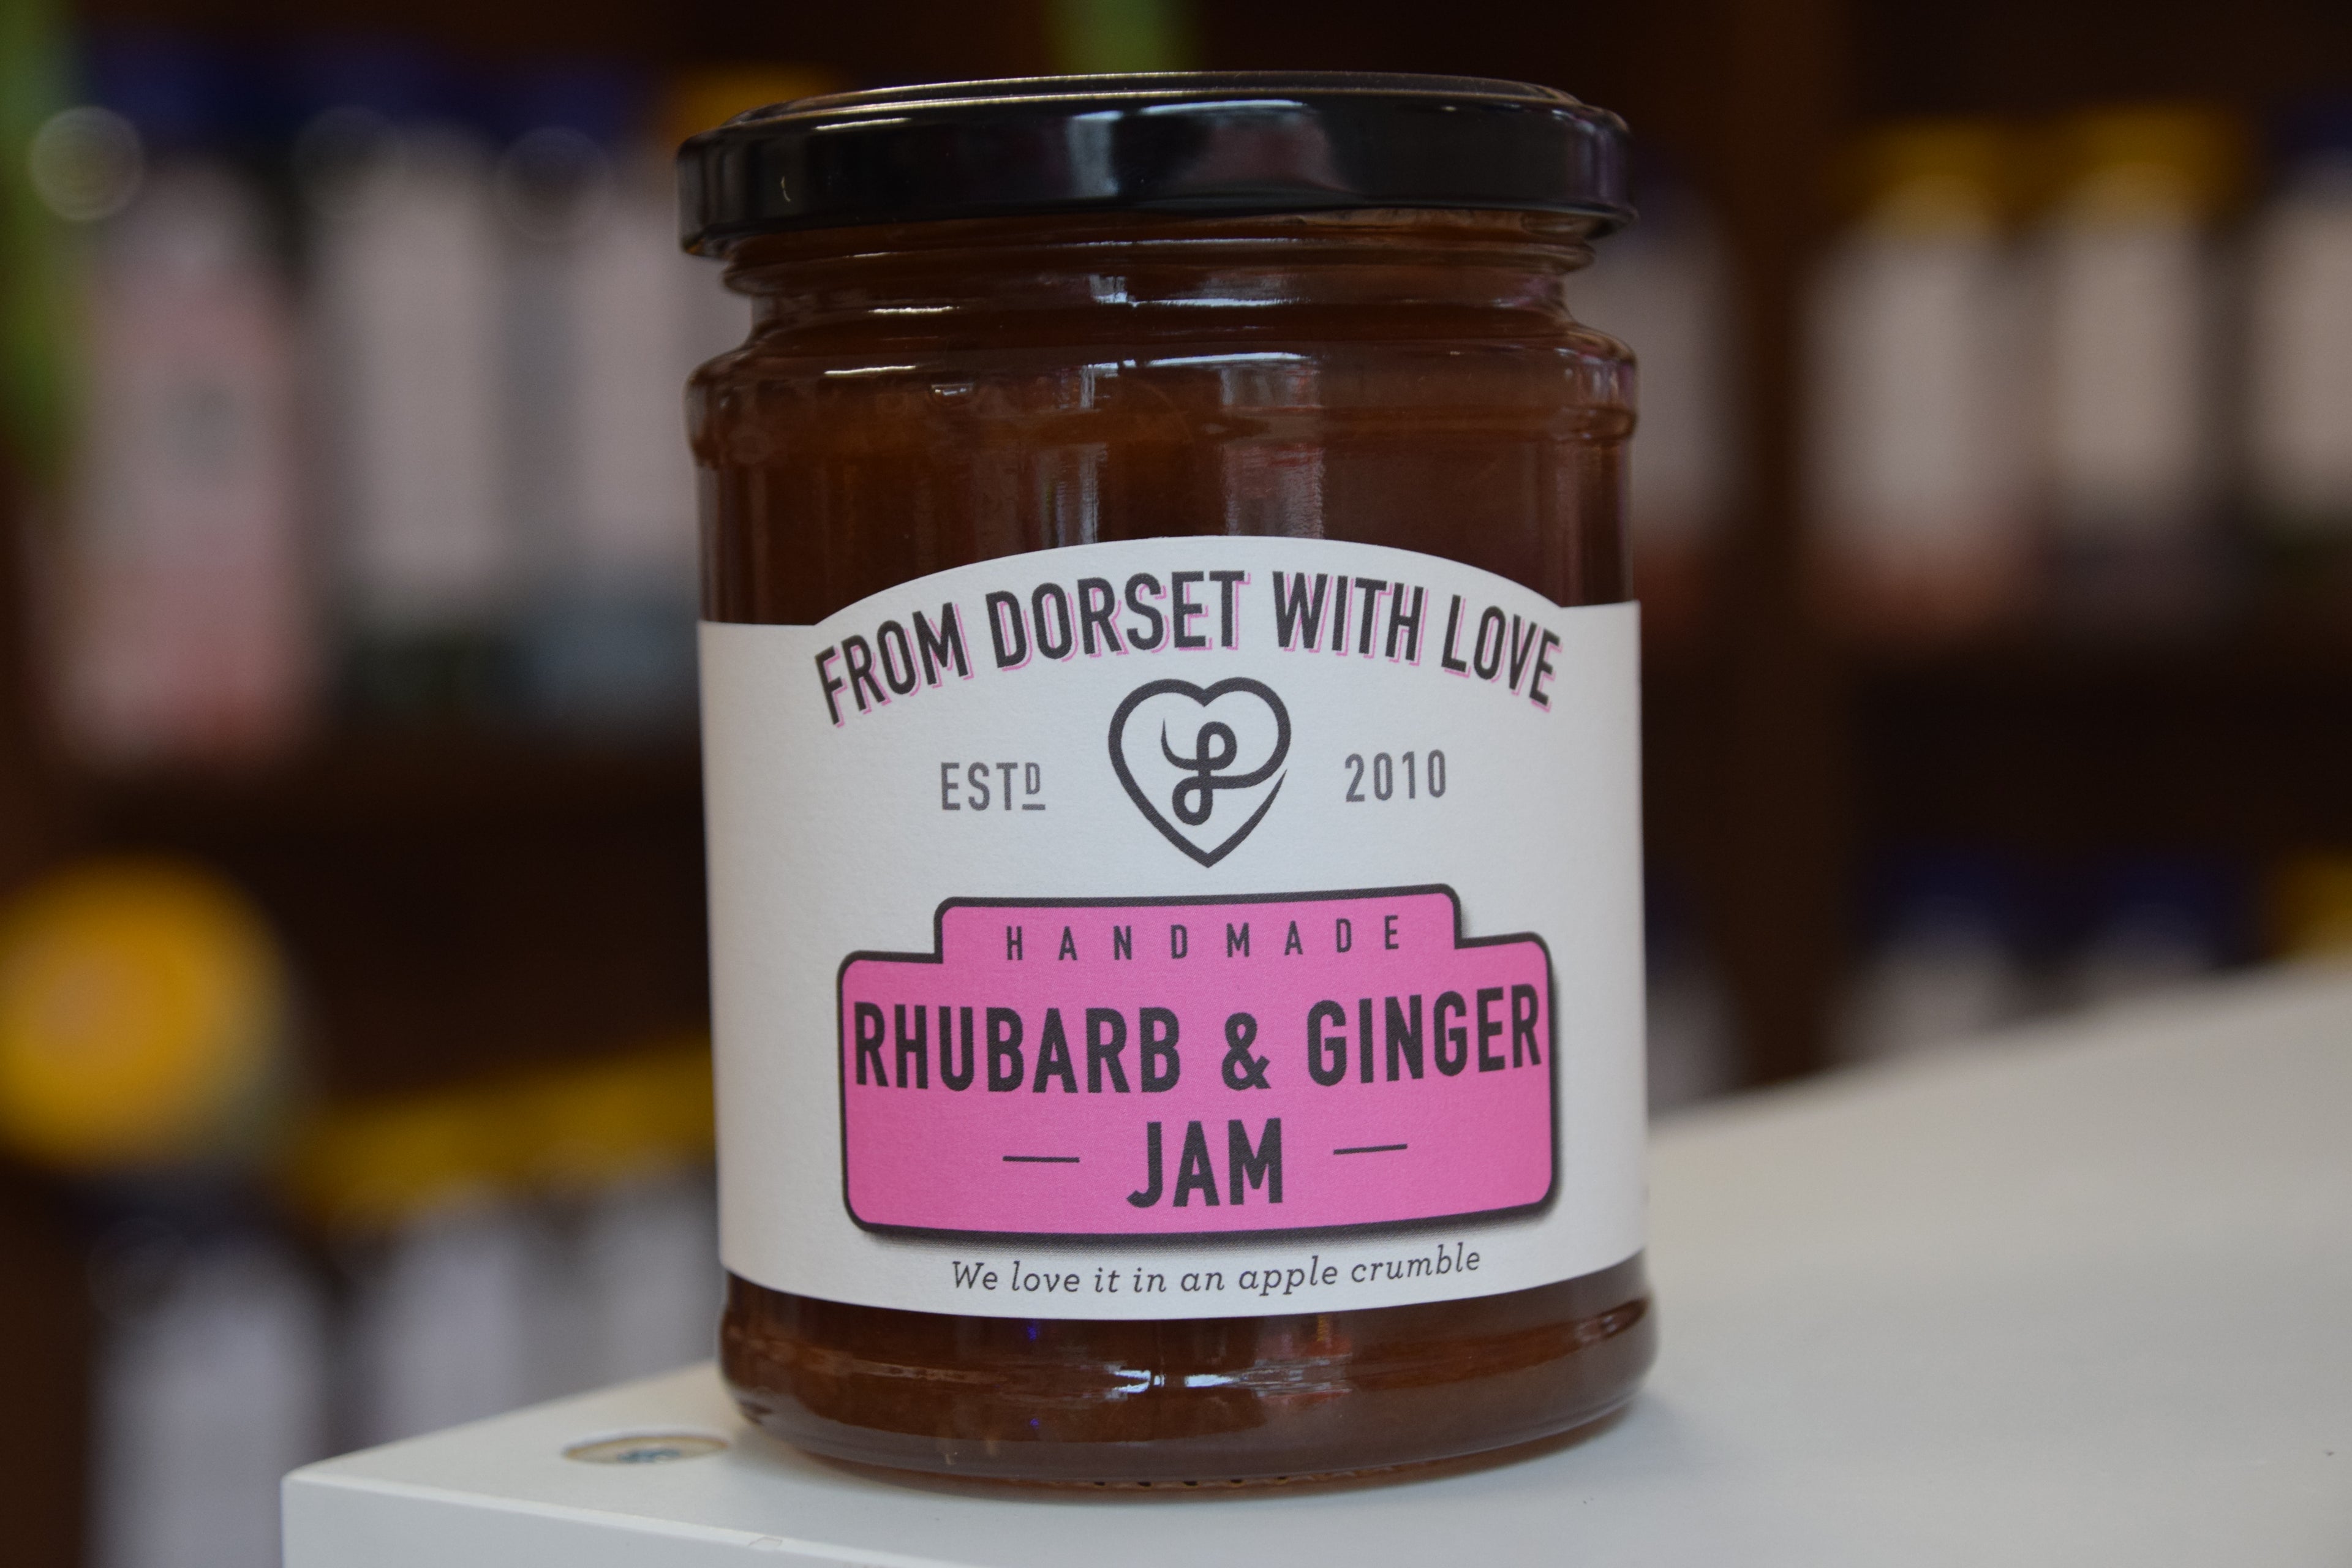 FROM DORSET WITH LOVE
ESTD 2010
HANDMADE
RHUBARB & GINGER
JAM
We love it in an apple crumble